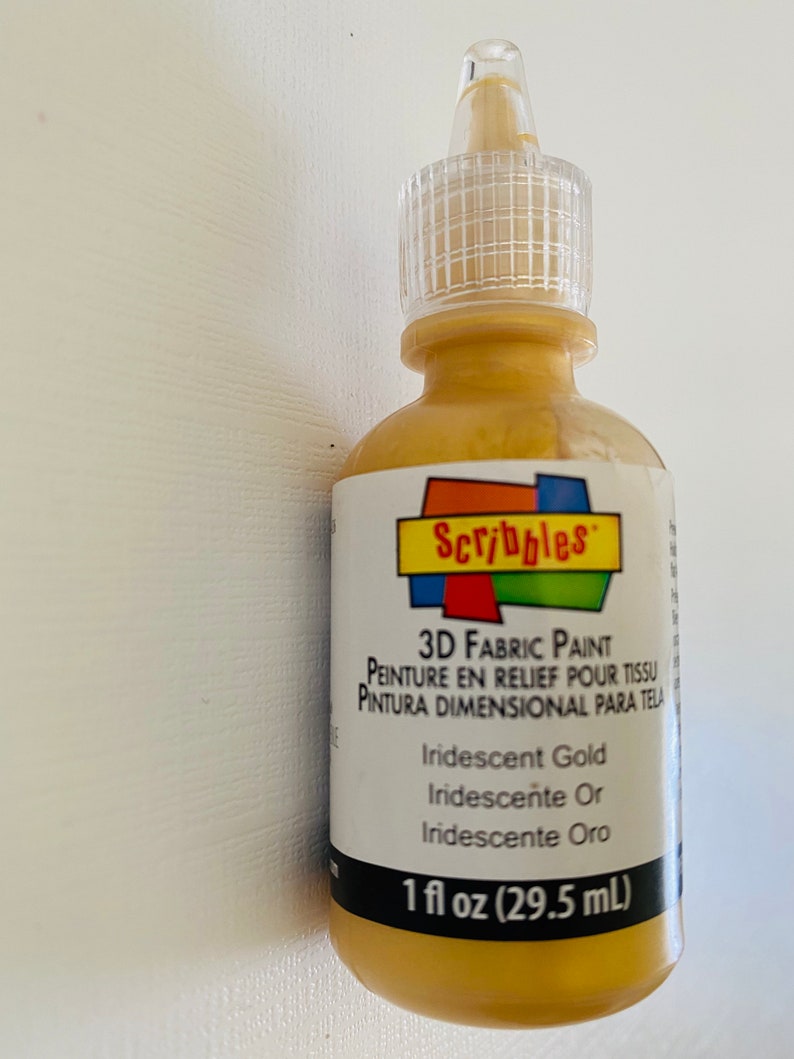 Scribbles®
3D FABRIC PAINT
PEINTURE EN RELIEF POUR TISSU
PINTURA DIMENSIONAL PARA TELA
Iridescent Gold
Iridescente Or
Iridescente Oro
1 fl oz (29.5 mL)